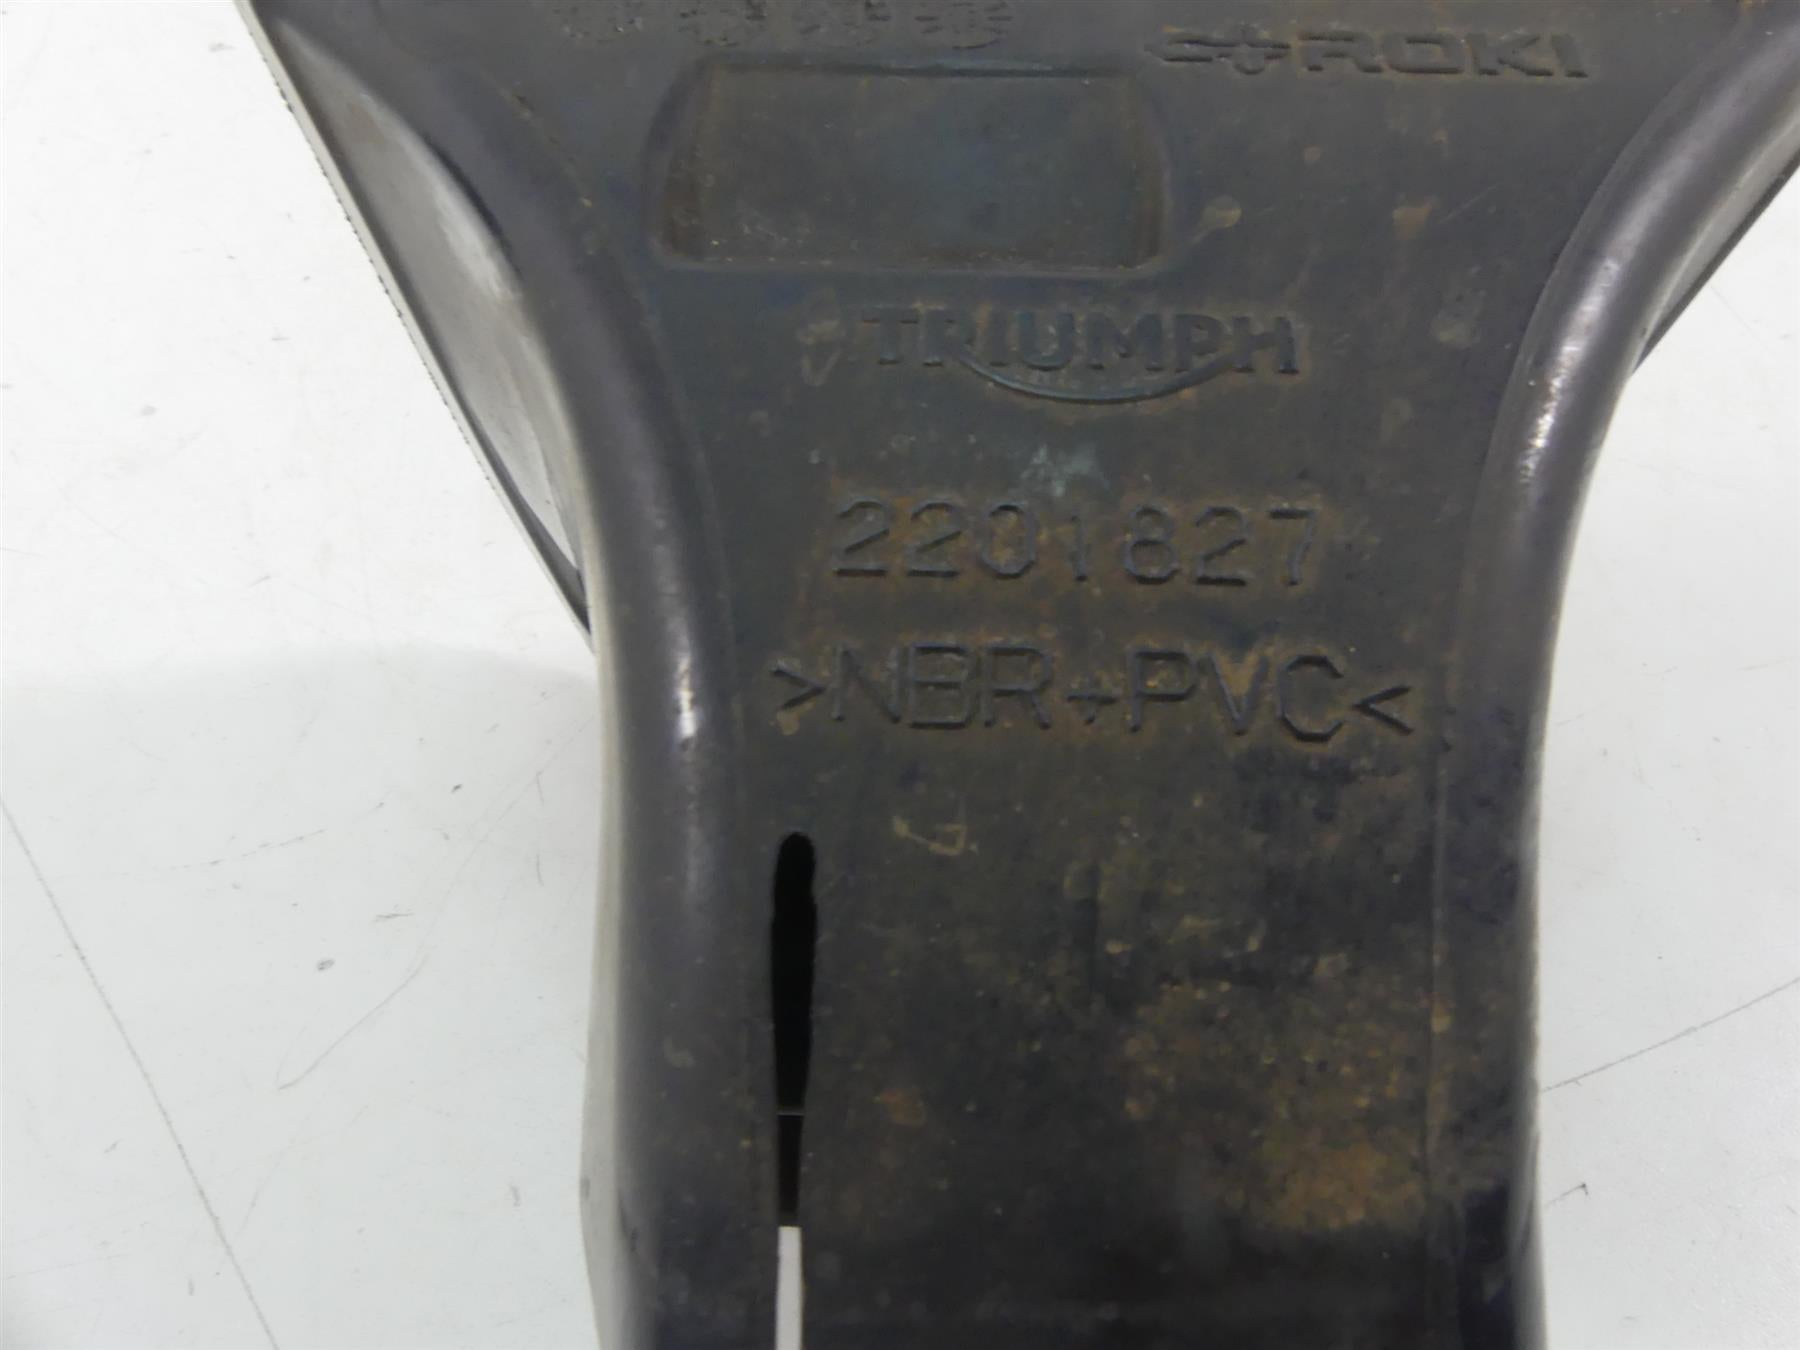 ROKI
TRIUMPH
2201827
>NBR+PVC<